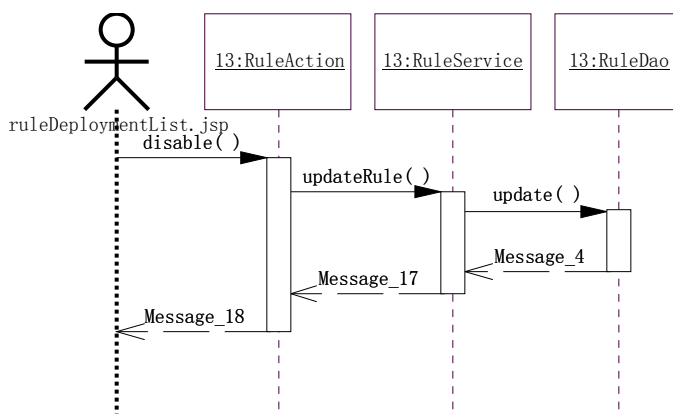 13:RuleAction
13:RuleService
13:RuleDao
ruleDeploymentList.jsp
disable( )
updateRule( )
update( )
Message_4
Message_17
Message_18